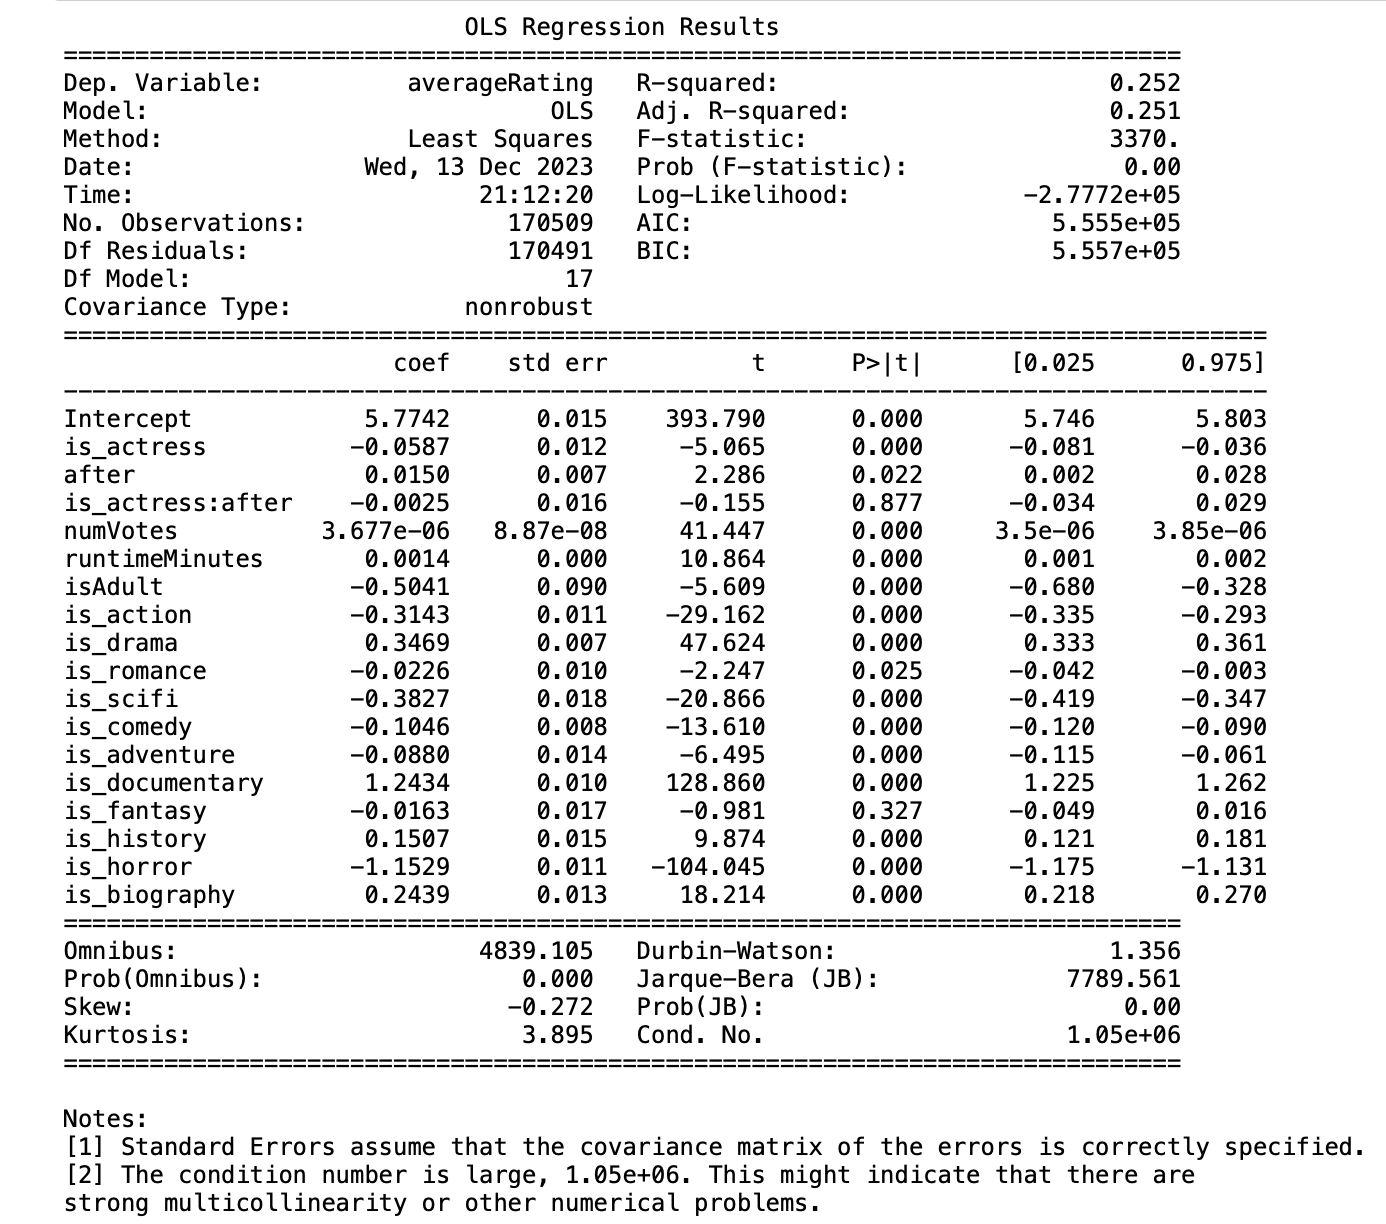 OLS Regression Results
==============================================================================
Dep. Variable: averageRating R-squared: 0.252
Model: OLS Adj. R-squared: 0.251
Method: Least Squares F-statistic: 3370.
Date: Wed, 13 Dec 2023 Prob (F-statistic): 0.00
Time: 21:12:20 Log-Likelihood: -2.7772e+05
No. Observations: 170509 AIC: 5.555e+05
Df Residuals: 170491 BIC: 5.557e+05
Df Model: 17
Covariance Type: nonrobust
====================================================================================
coef std err t P>|t| [0.025 0.975]
------------------------------------------------------------------------------------
Intercept 5.7742 0.015 393.790 0.000 5.746 5.803
is_actress -0.0587 0.012 -5.065 0.000 -0.081 -0.036
after 0.0150 0.007 2.286 0.022 0.002 0.028
is_actress:after -0.0025 0.016 -0.155 0.877 -0.034 0.029
numVotes 3.677e-06 8.87e-08 41.447 0.000 3.5e-06 3.85e-06
runtimeMinutes 0.0014 0.000 10.864 0.000 0.001 0.002
isAdult -0.5041 0.090 -5.609 0.000 -0.680 -0.328
is_action -0.3143 0.011 -29.162 0.000 -0.335 -0.293
is_drama 0.3469 0.007 47.624 0.000 0.333 0.361
is_romance -0.0226 0.010 -2.247 0.025 -0.042 -0.003
is_scifi -0.3827 0.018 -20.866 0.000 -0.419 -0.347
is_comedy -0.1046 0.008 -13.610 0.000 -0.120 -0.090
is_adventure -0.0880 0.014 -6.495 0.000 -0.115 -0.061
is_documentary 1.2434 0.010 128.860 0.000 1.225 1.262
is_fantasy -0.0163 0.017 -0.981 0.327 -0.049 0.016
is_history 0.1507 0.015 9.874 0.000 0.121 0.181
is_horror -1.1529 0.011 -104.045 0.000 -1.175 -1.131
is_biography 0.2439 0.013 18.214 0.000 0.218 0.270
==============================================================================
Omnibus: 4839.105 Durbin-Watson: 1.356
Prob(Omnibus): 0.000 Jarque-Bera (JB): 7789.561
Skew: -0.272 Prob(JB): 0.00
Kurtosis: 3.895 Cond. No. 1.05e+06
==============================================================================
Notes:
[1] Standard Errors assume that the covariance matrix of the errors is correctly specified.
[2] The condition number is large, 1.05e+06. This might indicate that there are
strong multicollinearity or other numerical problems.